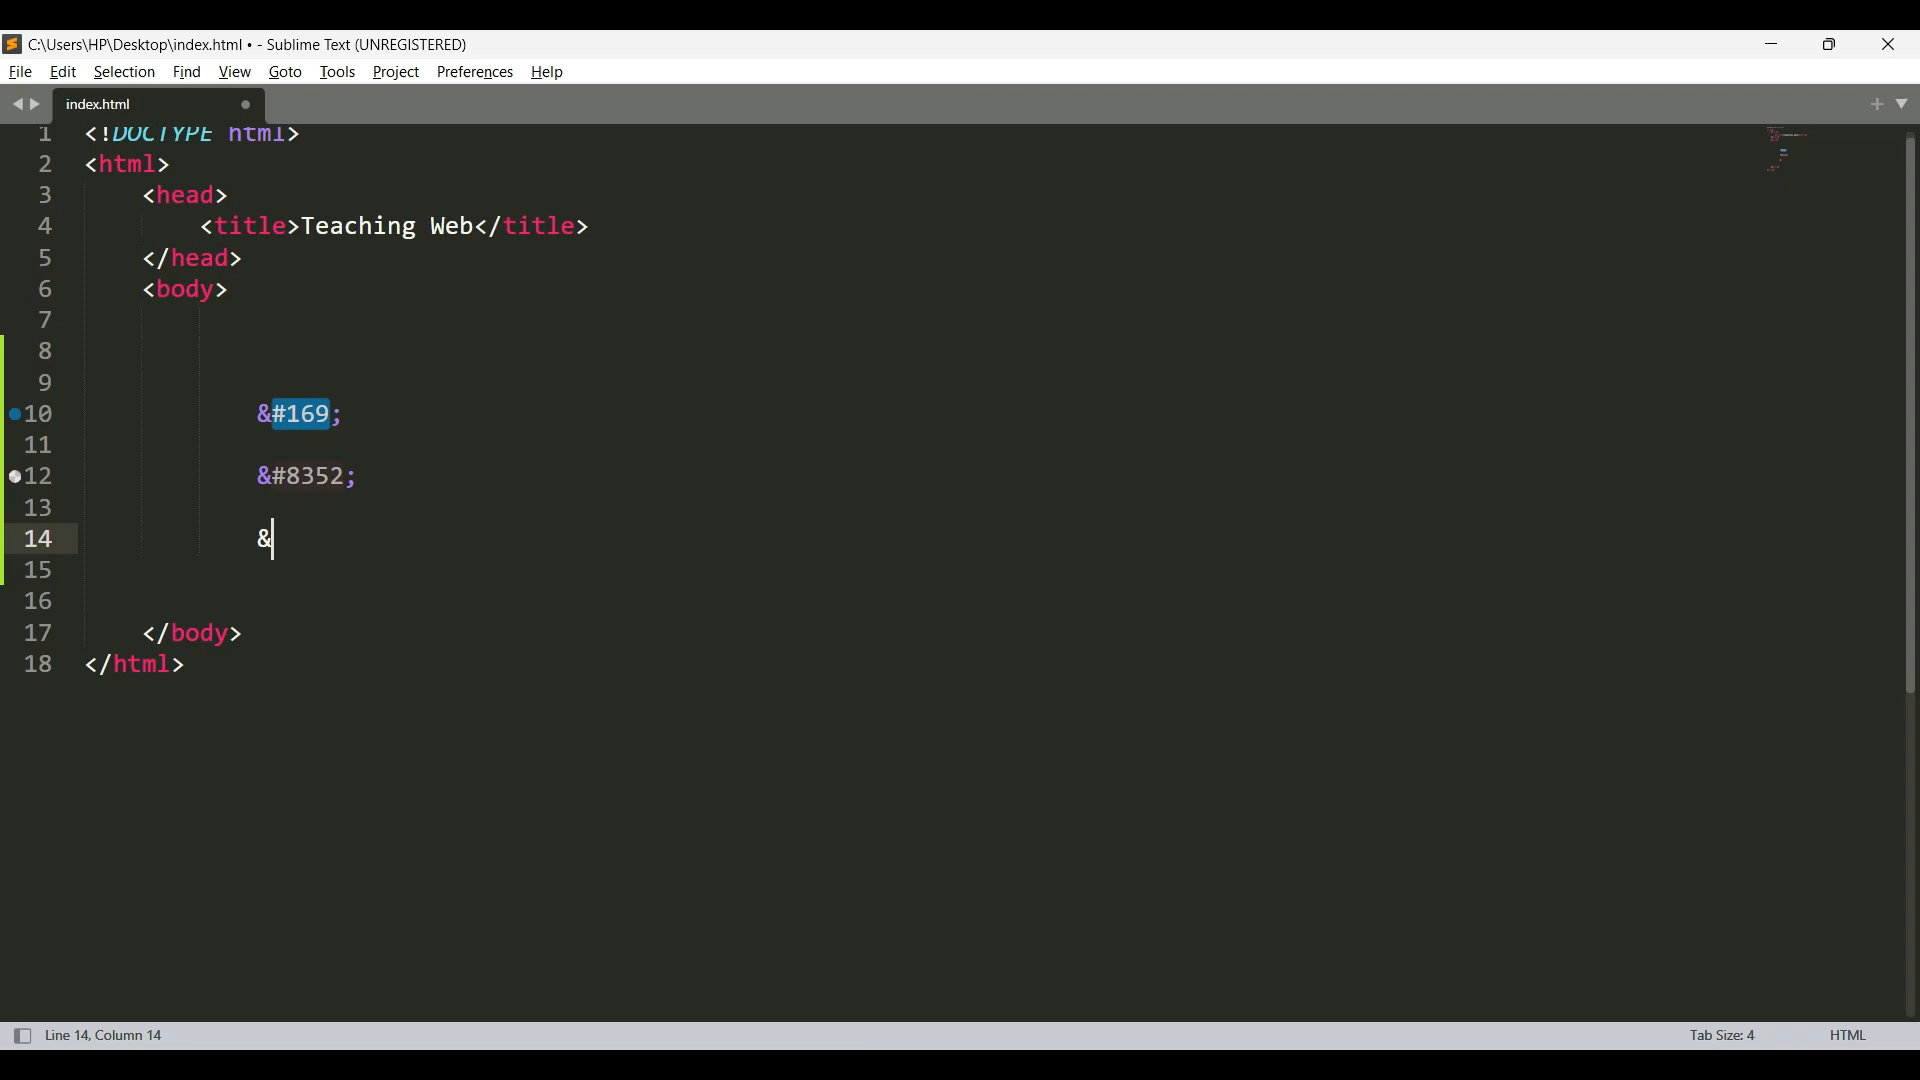 C:\Users\HP\Desktop\index.html • - Sublime Text (UNREGISTERED)
File Edit Selection Find View Goto Tools Project Preferences Help
index.html
1 <!DOCTYPE html>
2 <html>
3 <head>
4 <title>Teaching Web</title>
5 </head>
6 <body>
7
8
9
10 &#169;
11
12 &#8352;
13
14 &
15
16
17 </body>
18 </html>
Line 14, Column 14 Tab Size: 4 HTML